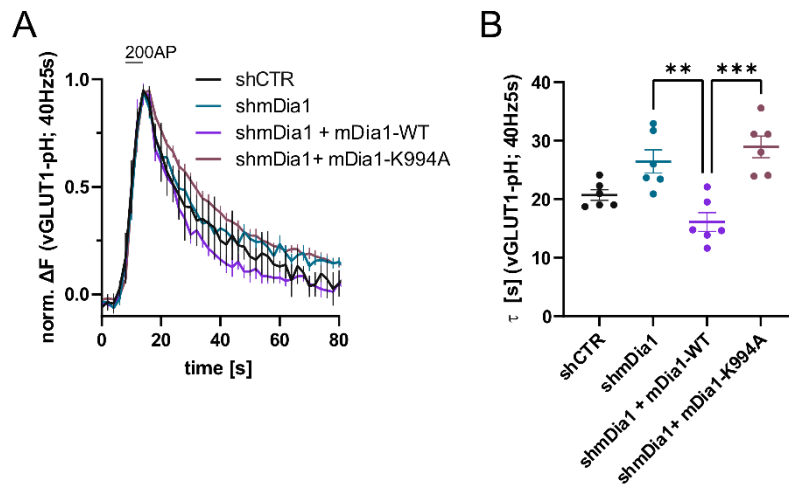 A
200AP
shCTR
shmDia1
shmDia1 + mDia1-WT
shmDia1+ mDia1-K994A
norm. ΔF (vGLUT1-pH; 40Hz5s)
1.0
0.5
0.0
0
20
40
60
80
time [s]
B
** ***
τ [s] (vGLUT1-pH; 40Hz5s)
40
30
20
10
0
shCTR
shmDia1
shmDia1 + mDia1-WT
shmDia1+ mDia1-K994A